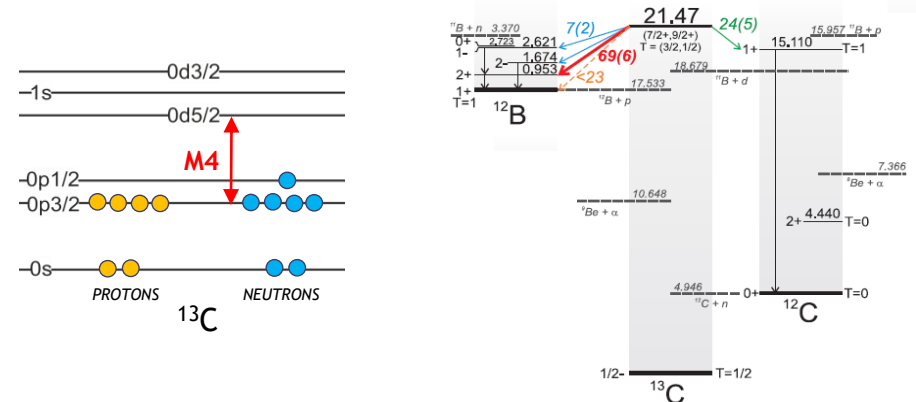 0d3/2
1s
0d5/2
M4
0p1/2
0p3/2
0s
PROTONS
NEUTRONS
¹³C
¹¹B + n
3.370
0+
2.723
2.621
1-
2-
1.674
2+
0.953
1+
T=1
¹²B
7(2)
69(6)
<23
21.47
(7/2+,9/2+)
T = (3/2,1/2)
24(5)
17.533
¹²B + p
18.679
¹¹B + d
10.648
⁹Be + α
4.946
¹²C + n
1/2-
T=1/2
¹³C
15.957
¹¹B + p
1+
15.110
T=1
7.366
⁸Be + α
2+
4.440
T=0
0+
T=0
¹²C